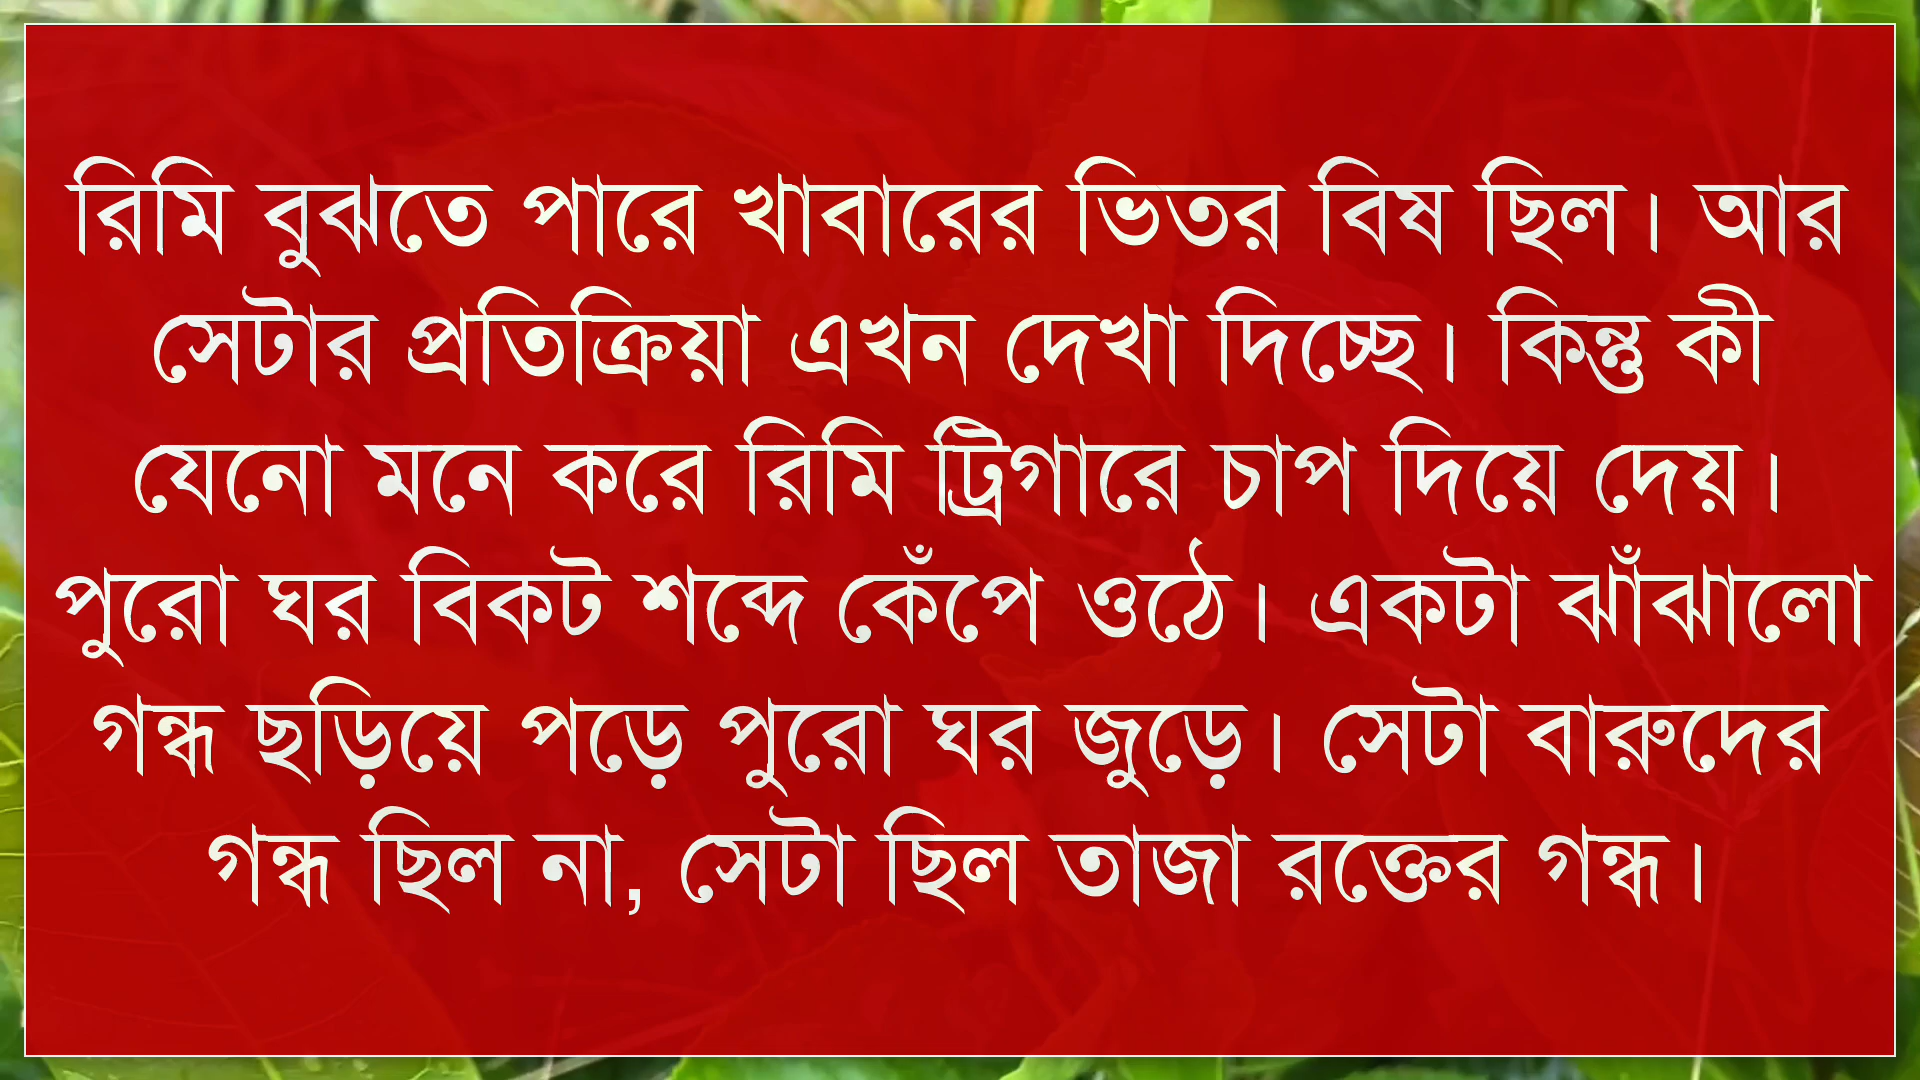 রিমি বুঝতে পারে খাবারের ভিতর বিষ ছিল। আর
সেটার প্রতিক্রিয়া এখন দেখা দিচ্ছে। কিন্তু কী
যেনো মনে করে রিমি ট্রিগারে চাপ দিয়ে দেয়।
পুরো ঘর বিকট শব্দে কেঁপে ওঠে। একটা ঝাঁঝালো
গন্ধ ছড়িয়ে পড়ে পুরো ঘর জুড়ে। সেটা বারুদের
গন্ধ ছিল না, সেটা ছিল তাজা রক্তের গন্ধ।